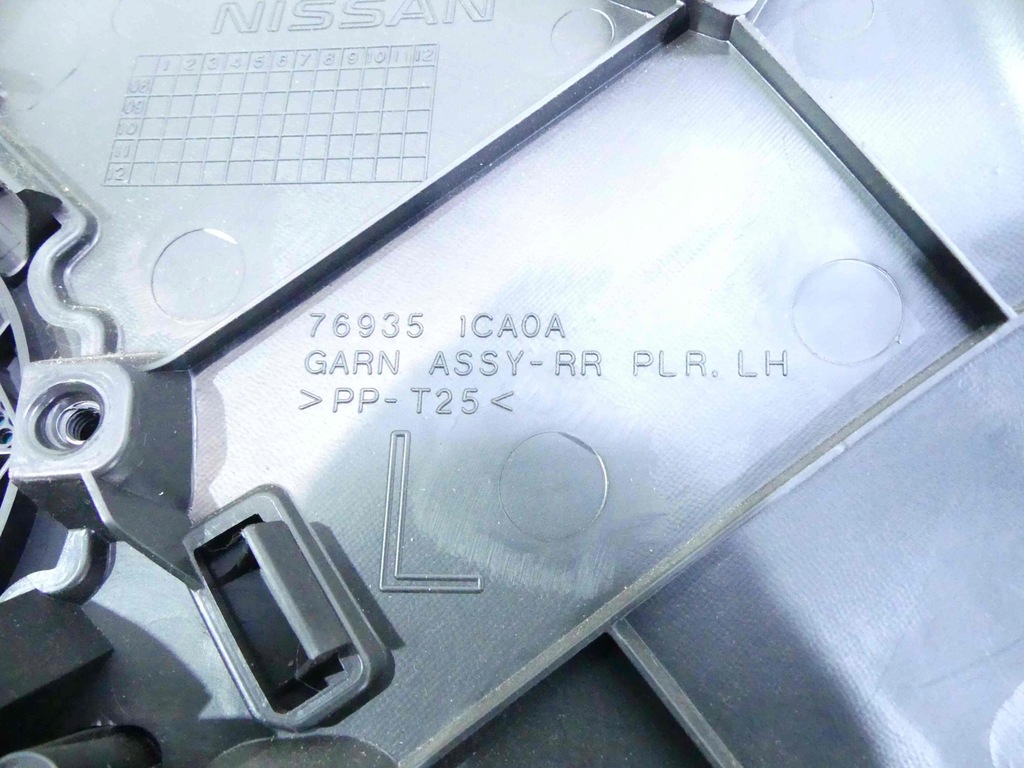 NISSAN
1 2 3 4 5 6 7 8 9 10 11 12
08
09
10
11
12
76935 1CA0A
GARN ASSY-RR PLR. LH
>PP-T25<
L